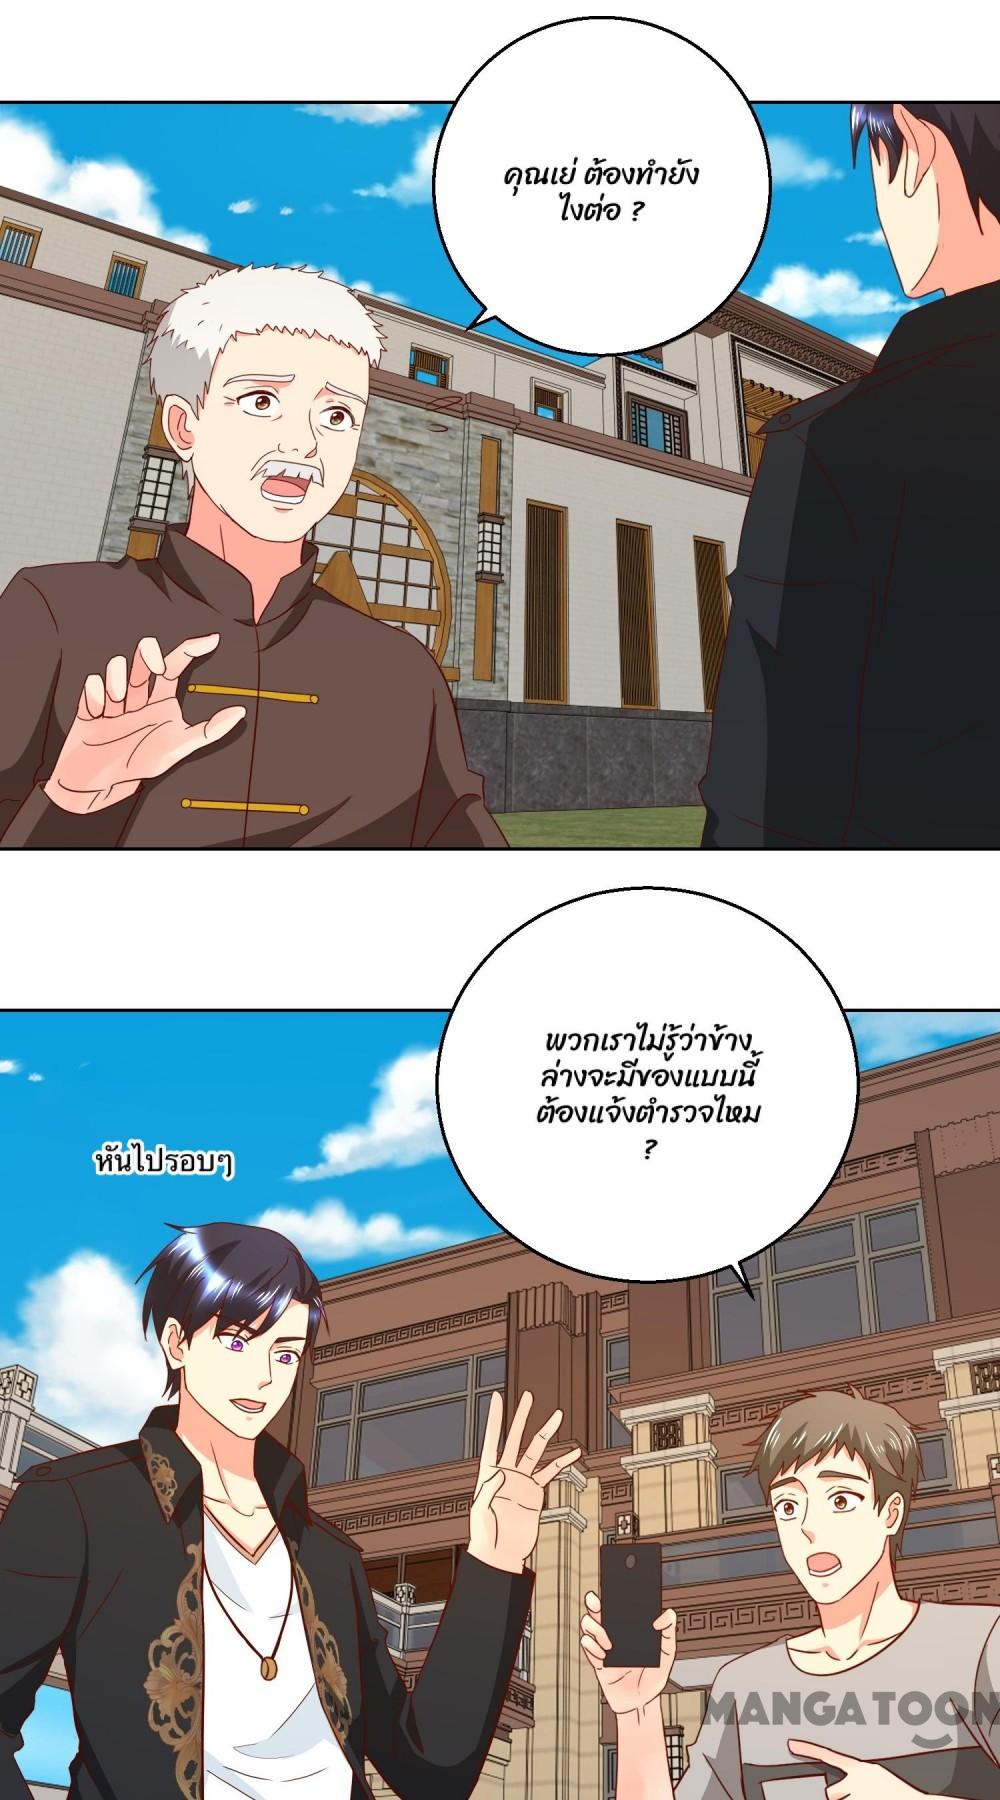 คุณเย่ ต้องทำยัง
ไงต่อ ?
พวกเราไม่รู้ว่าข้าง
ล่างจะมีของแบบนี้
ต้องแจ้งตำรวจไหม
?
หันไปรอบๆ
MANGATOON